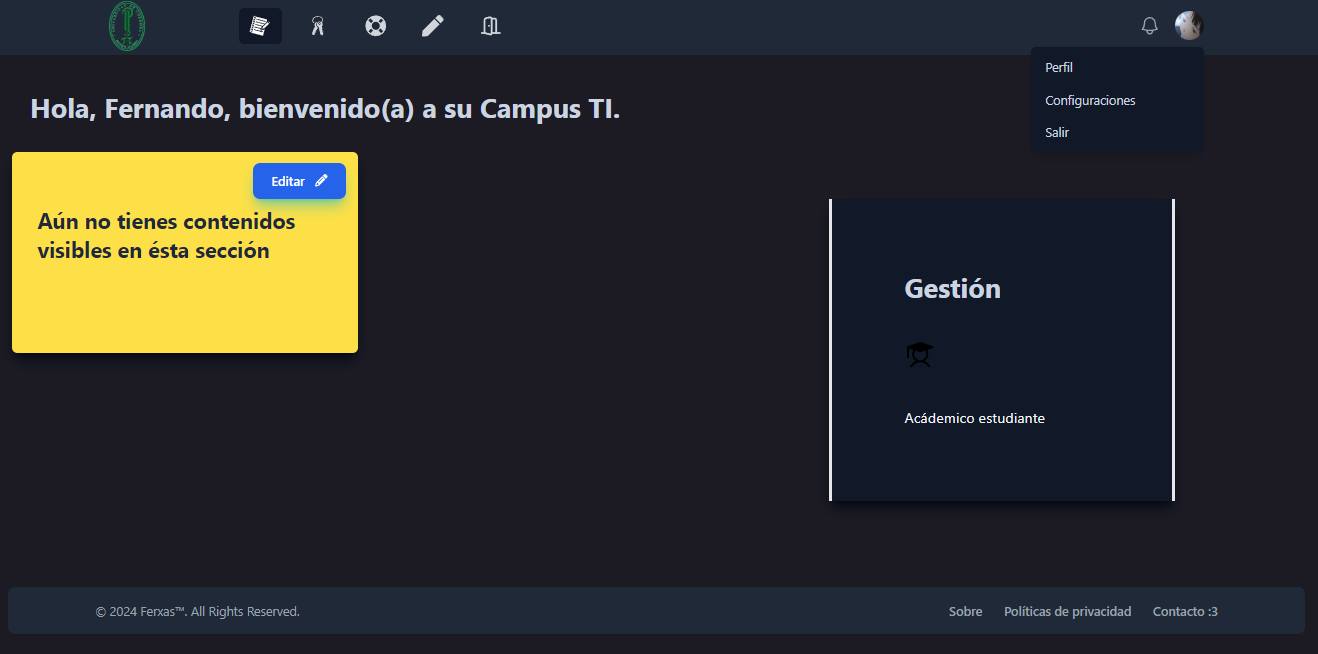 Perfil
Configuraciones
Salir
Hola, Fernando, bienvenido(a) a su Campus TI.
Editar
Aún no tienes contenidos
visibles en ésta sección
Gestión
Acádemico estudiante
© 2024 Ferxas™. All Rights Reserved.
Sobre
Políticas de privacidad
Contacto :3